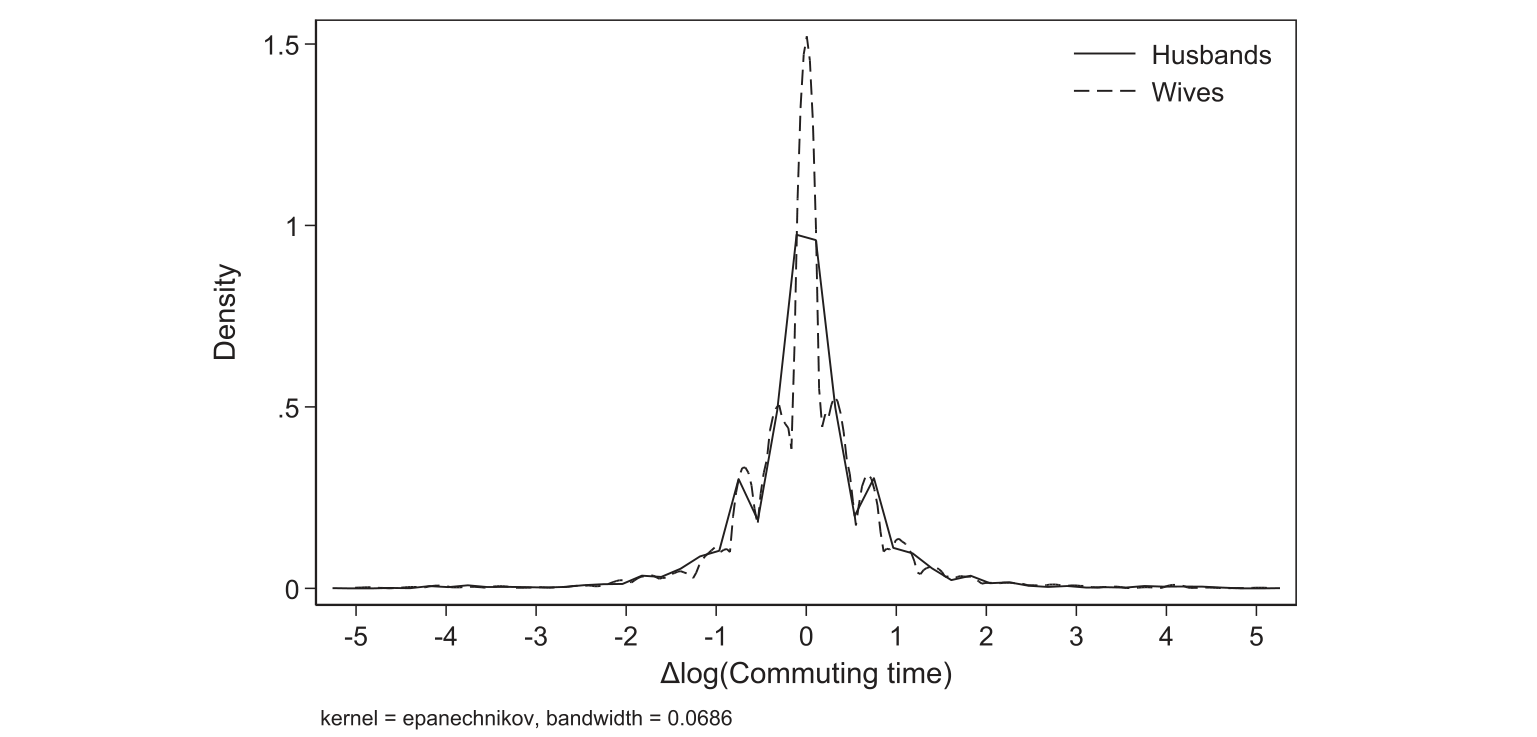 1.5
1
.5
0
Density
Husbands
Wives
-5 -4 -3 -2 -1 0 1 2 3 4 5
Δlog(Commuting time)
kernel = epanechnikov, bandwidth = 0.0686